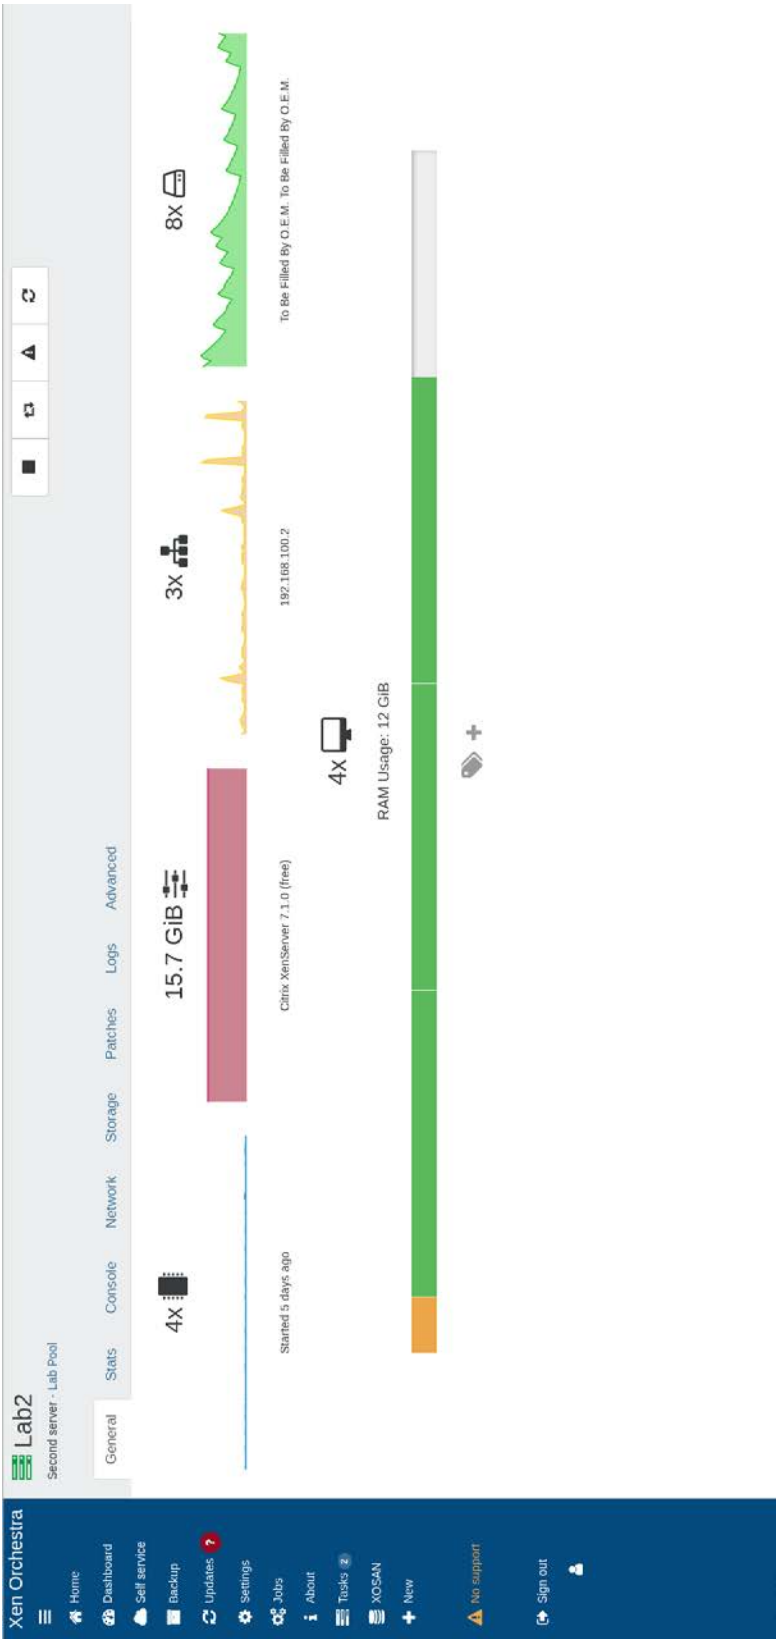 Xen Orchestra
Home
Dashboard
Self service
Backup
Updates ?
Settings
Jobs
About
Tasks 2
XOSAN
New
No support
Sign out
Lab2
Second server - Lab Pool
General Stats Console Network Storage Patches Logs Advanced
4x
15.7 GiB
3x
8x
Started 5 days ago
Citrix XenServer 7.1.0 (free)
192.168.100.2
To Be Filled By O.E.M. To Be Filled By O.E.M.
4x
RAM Usage: 12 GiB